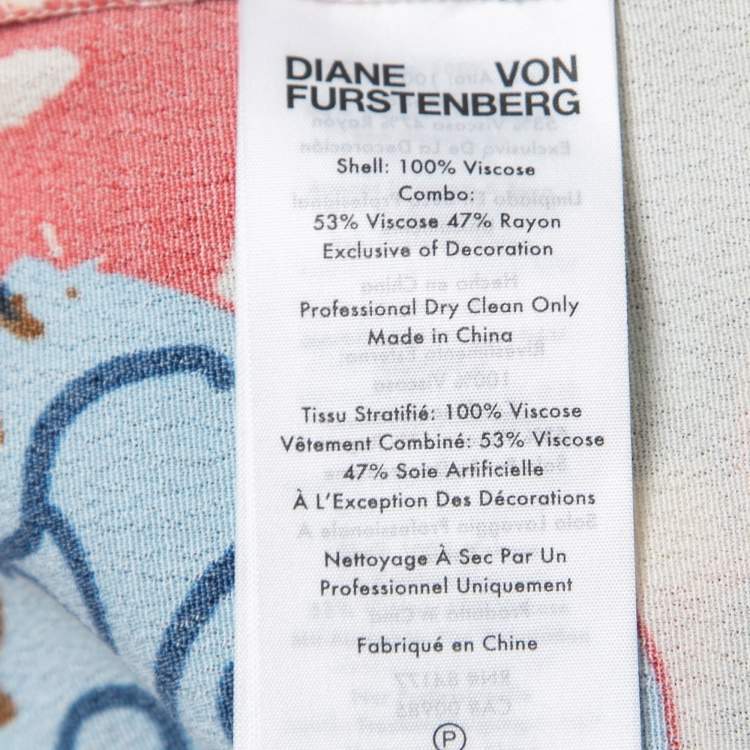 DIANE VON
FURSTENBERG
Shell: 100% Viscose
Combo:
53% Viscose 47% Rayon
Exclusive of Decoration
Professional Dry Clean Only
Made in China
Tissu Stratifié: 100% Viscose
Vêtement Combiné: 53% Viscose
47% Soie Artificielle
À L'Exception Des Décorations
Nettoyage À Sec Par Un
Professionnel Uniquement
Fabriqué en Chine
P